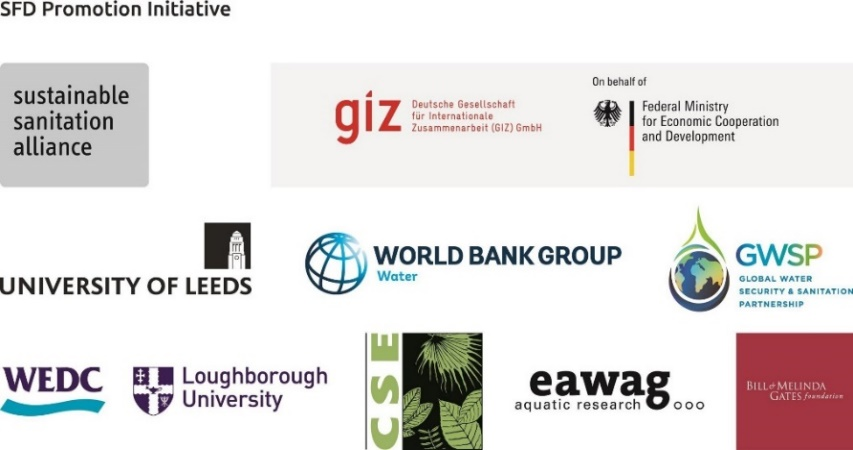 SFD Promotion Initiative
sustainable
sanitation
alliance
giz
Deutsche Gesellschaft
für Internationale
Zusammenarbeit (GIZ) GmbH
On behalf of
Federal Ministry
for Economic Cooperation
and Development
UNIVERSITY OF LEEDS
WORLD BANK GROUP
Water
GWSP
GLOBAL WATER
SECURITY & SANITATION
PARTNERSHIP
WEDC
Loughborough
University
CSE
eawag
aquatic research
BILL & MELINDA
GATES foundation